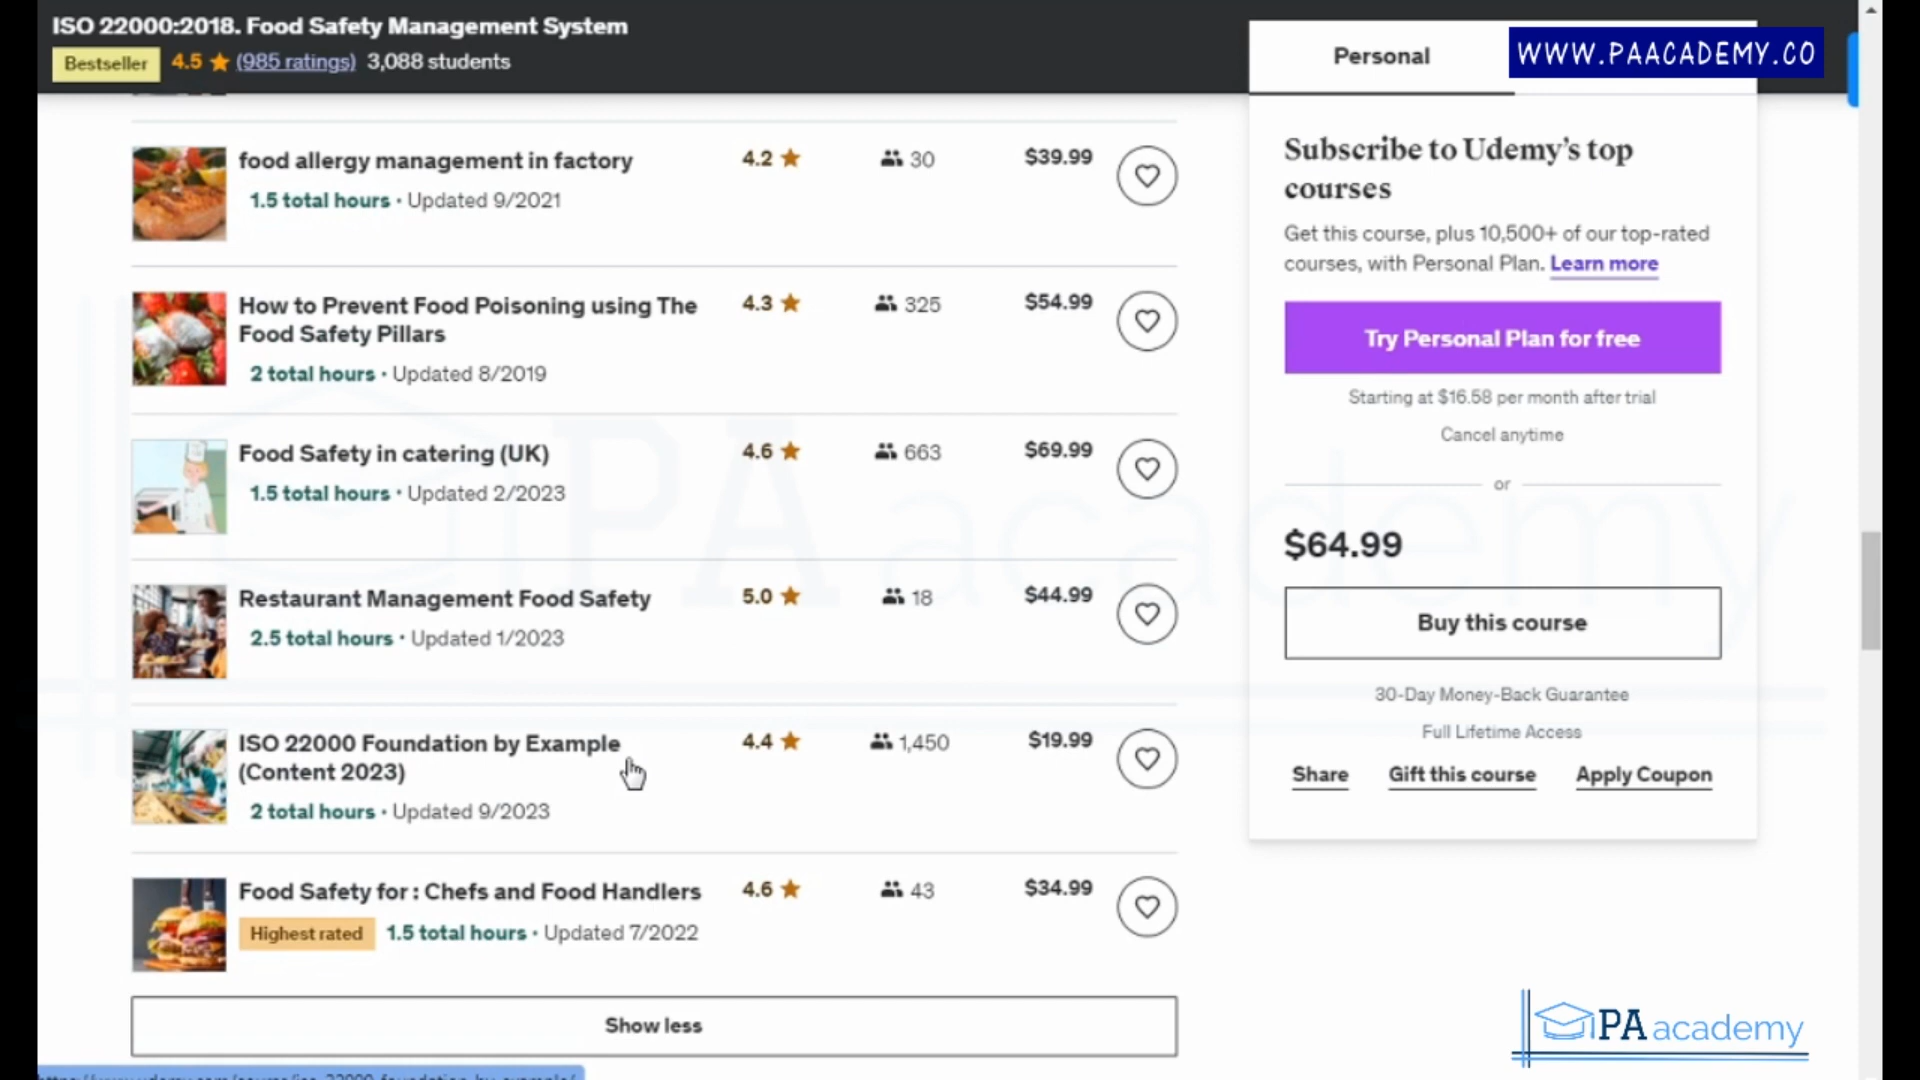 ISO 22000:2018. Food Safety Management System
Bestseller 4.5 (985 ratings) 3,088 students
Personal
WWW.PAACADEMY.CO
food allergy management in factory 4.2 30 $39.99
1.5 total hours • Updated 9/2021
How to Prevent Food Poisoning using The 4.3 325 $54.99
Food Safety Pillars
2 total hours • Updated 8/2019
Food Safety in catering (UK) 4.6 663 $69.99
1.5 total hours • Updated 2/2023
Restaurant Management Food Safety 5.0 18 $44.99
2.5 total hours • Updated 1/2023
ISO 22000 Foundation by Example 4.4 1,450 $19.99
(Content 2023)
2 total hours • Updated 9/2023
Food Safety for : Chefs and Food Handlers 4.6 43 $34.99
Highest rated 1.5 total hours • Updated 7/2022
Show less
Subscribe to Udemy's top
courses
Get this course, plus 10,500+ of our top-rated
courses, with Personal Plan. Learn more
Try Personal Plan for free
Starting at $16.58 per month after trial
Cancel anytime
or
$64.99
Buy this course
30-Day Money-Back Guarantee
Full Lifetime Access
Share Gift this course Apply Coupon
PA academy
PA academy